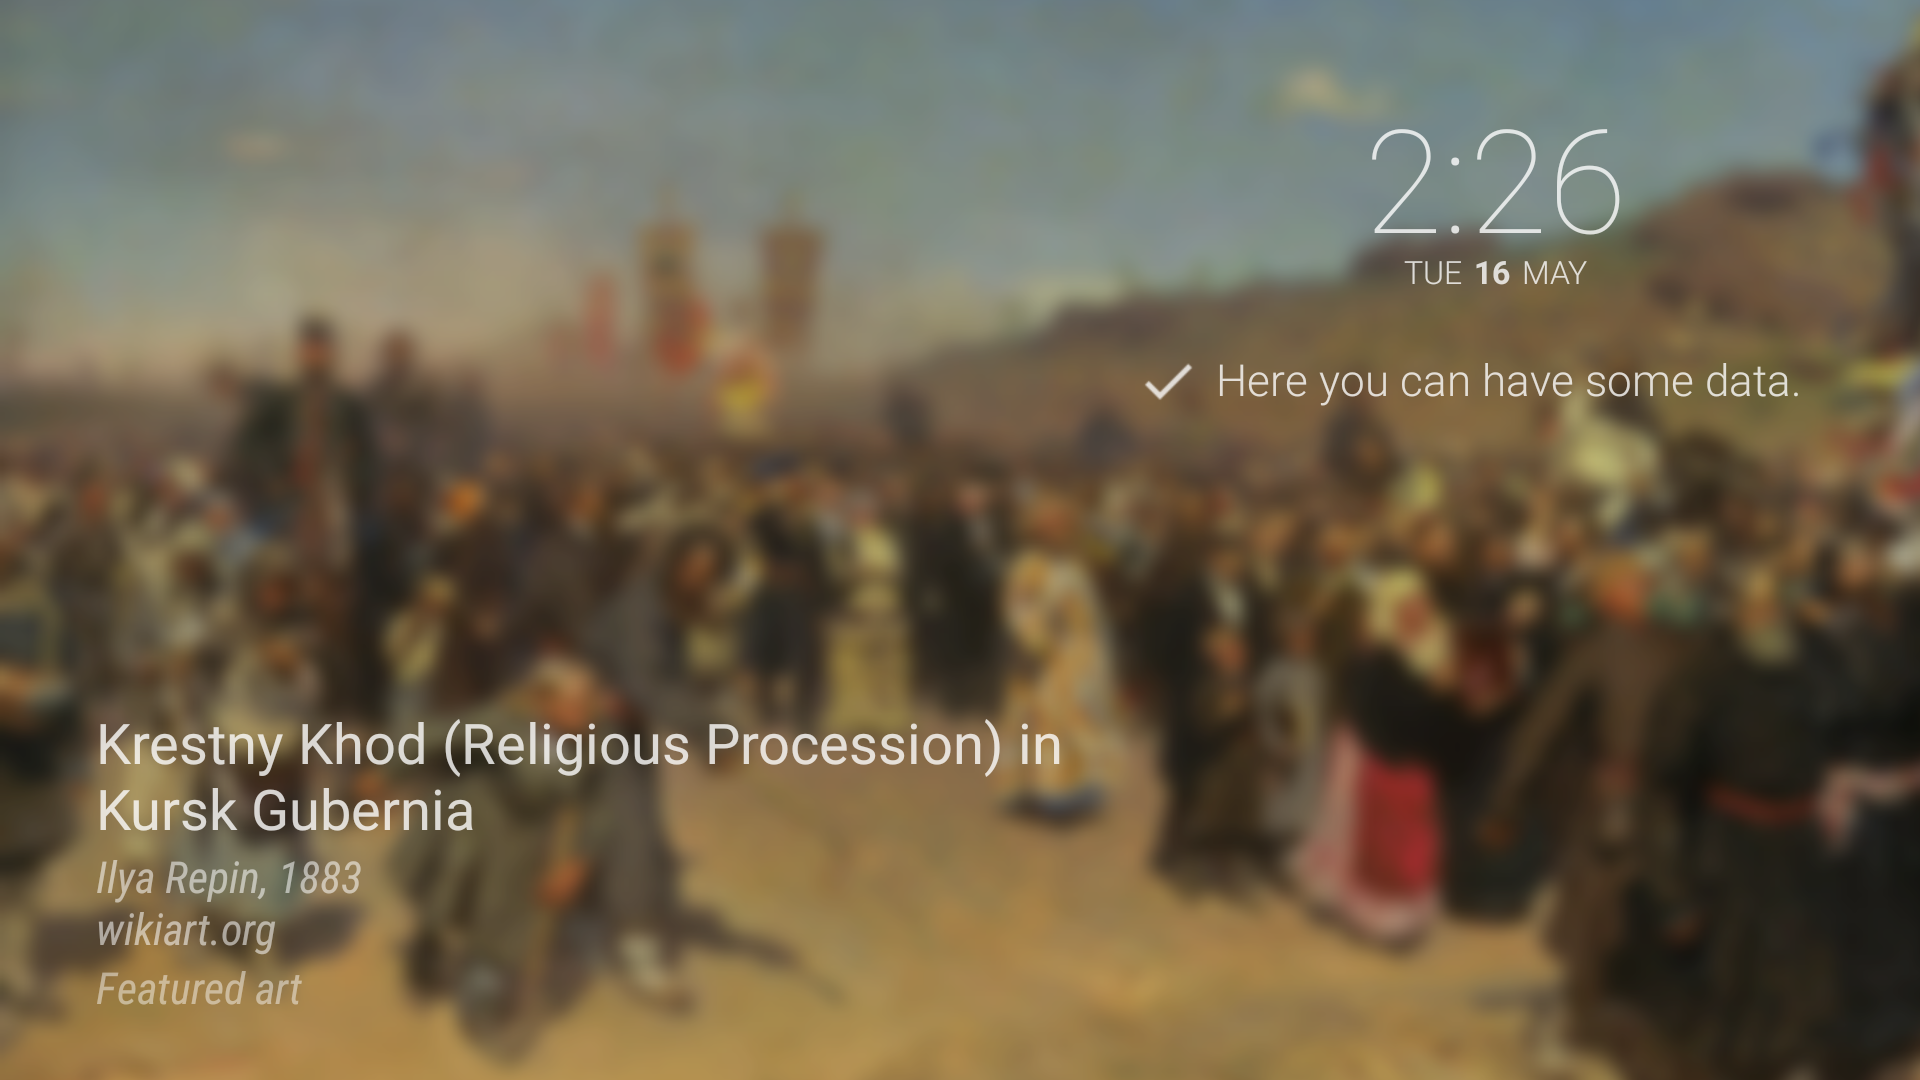 2:26
TUE 16 MAY
Here you can have some data.
Krestny Khod (Religious Procession) in
Kursk Gubernia
Ilya Repin, 1883
wikiart.org
Featured art